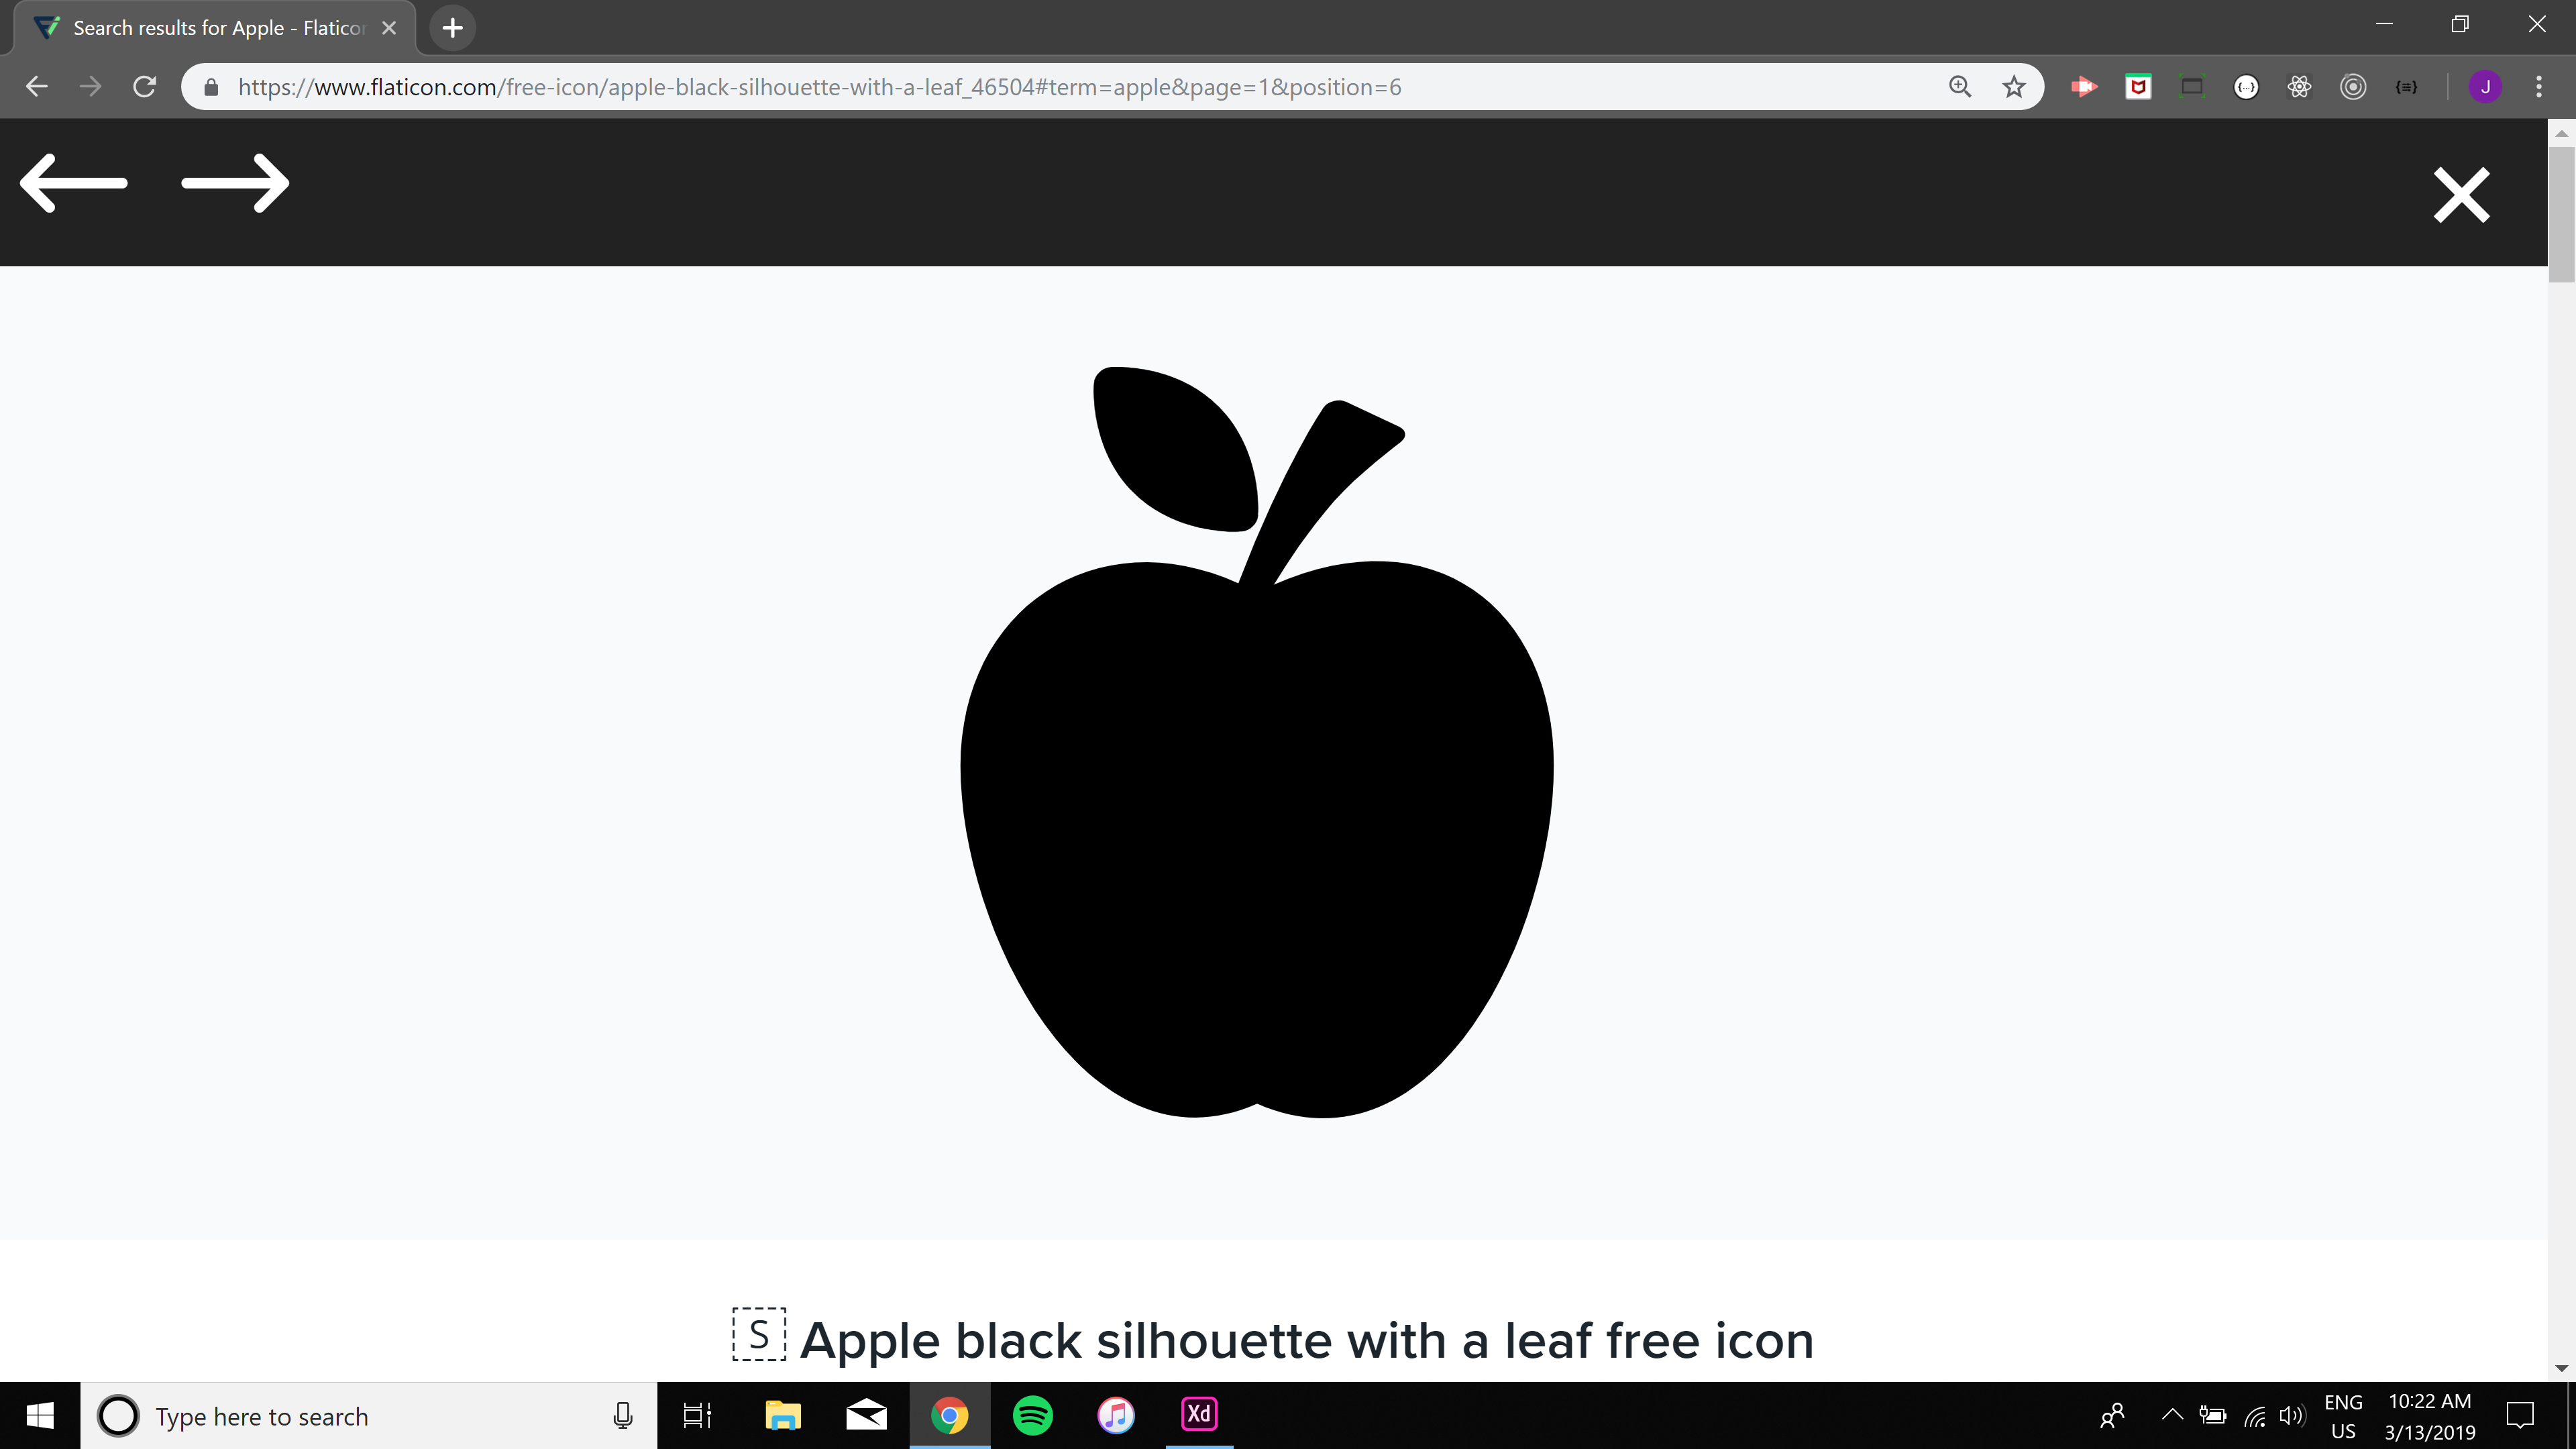 Search results for Apple - Flaticon
https://www.flaticon.com/free-icon/apple-black-silhouette-with-a-leaf_46504#term=apple&page=1&position=6
J
S Apple black silhouette with a leaf free icon
Type here to search
Xd
ENG
US
10:22 AM
3/13/2019